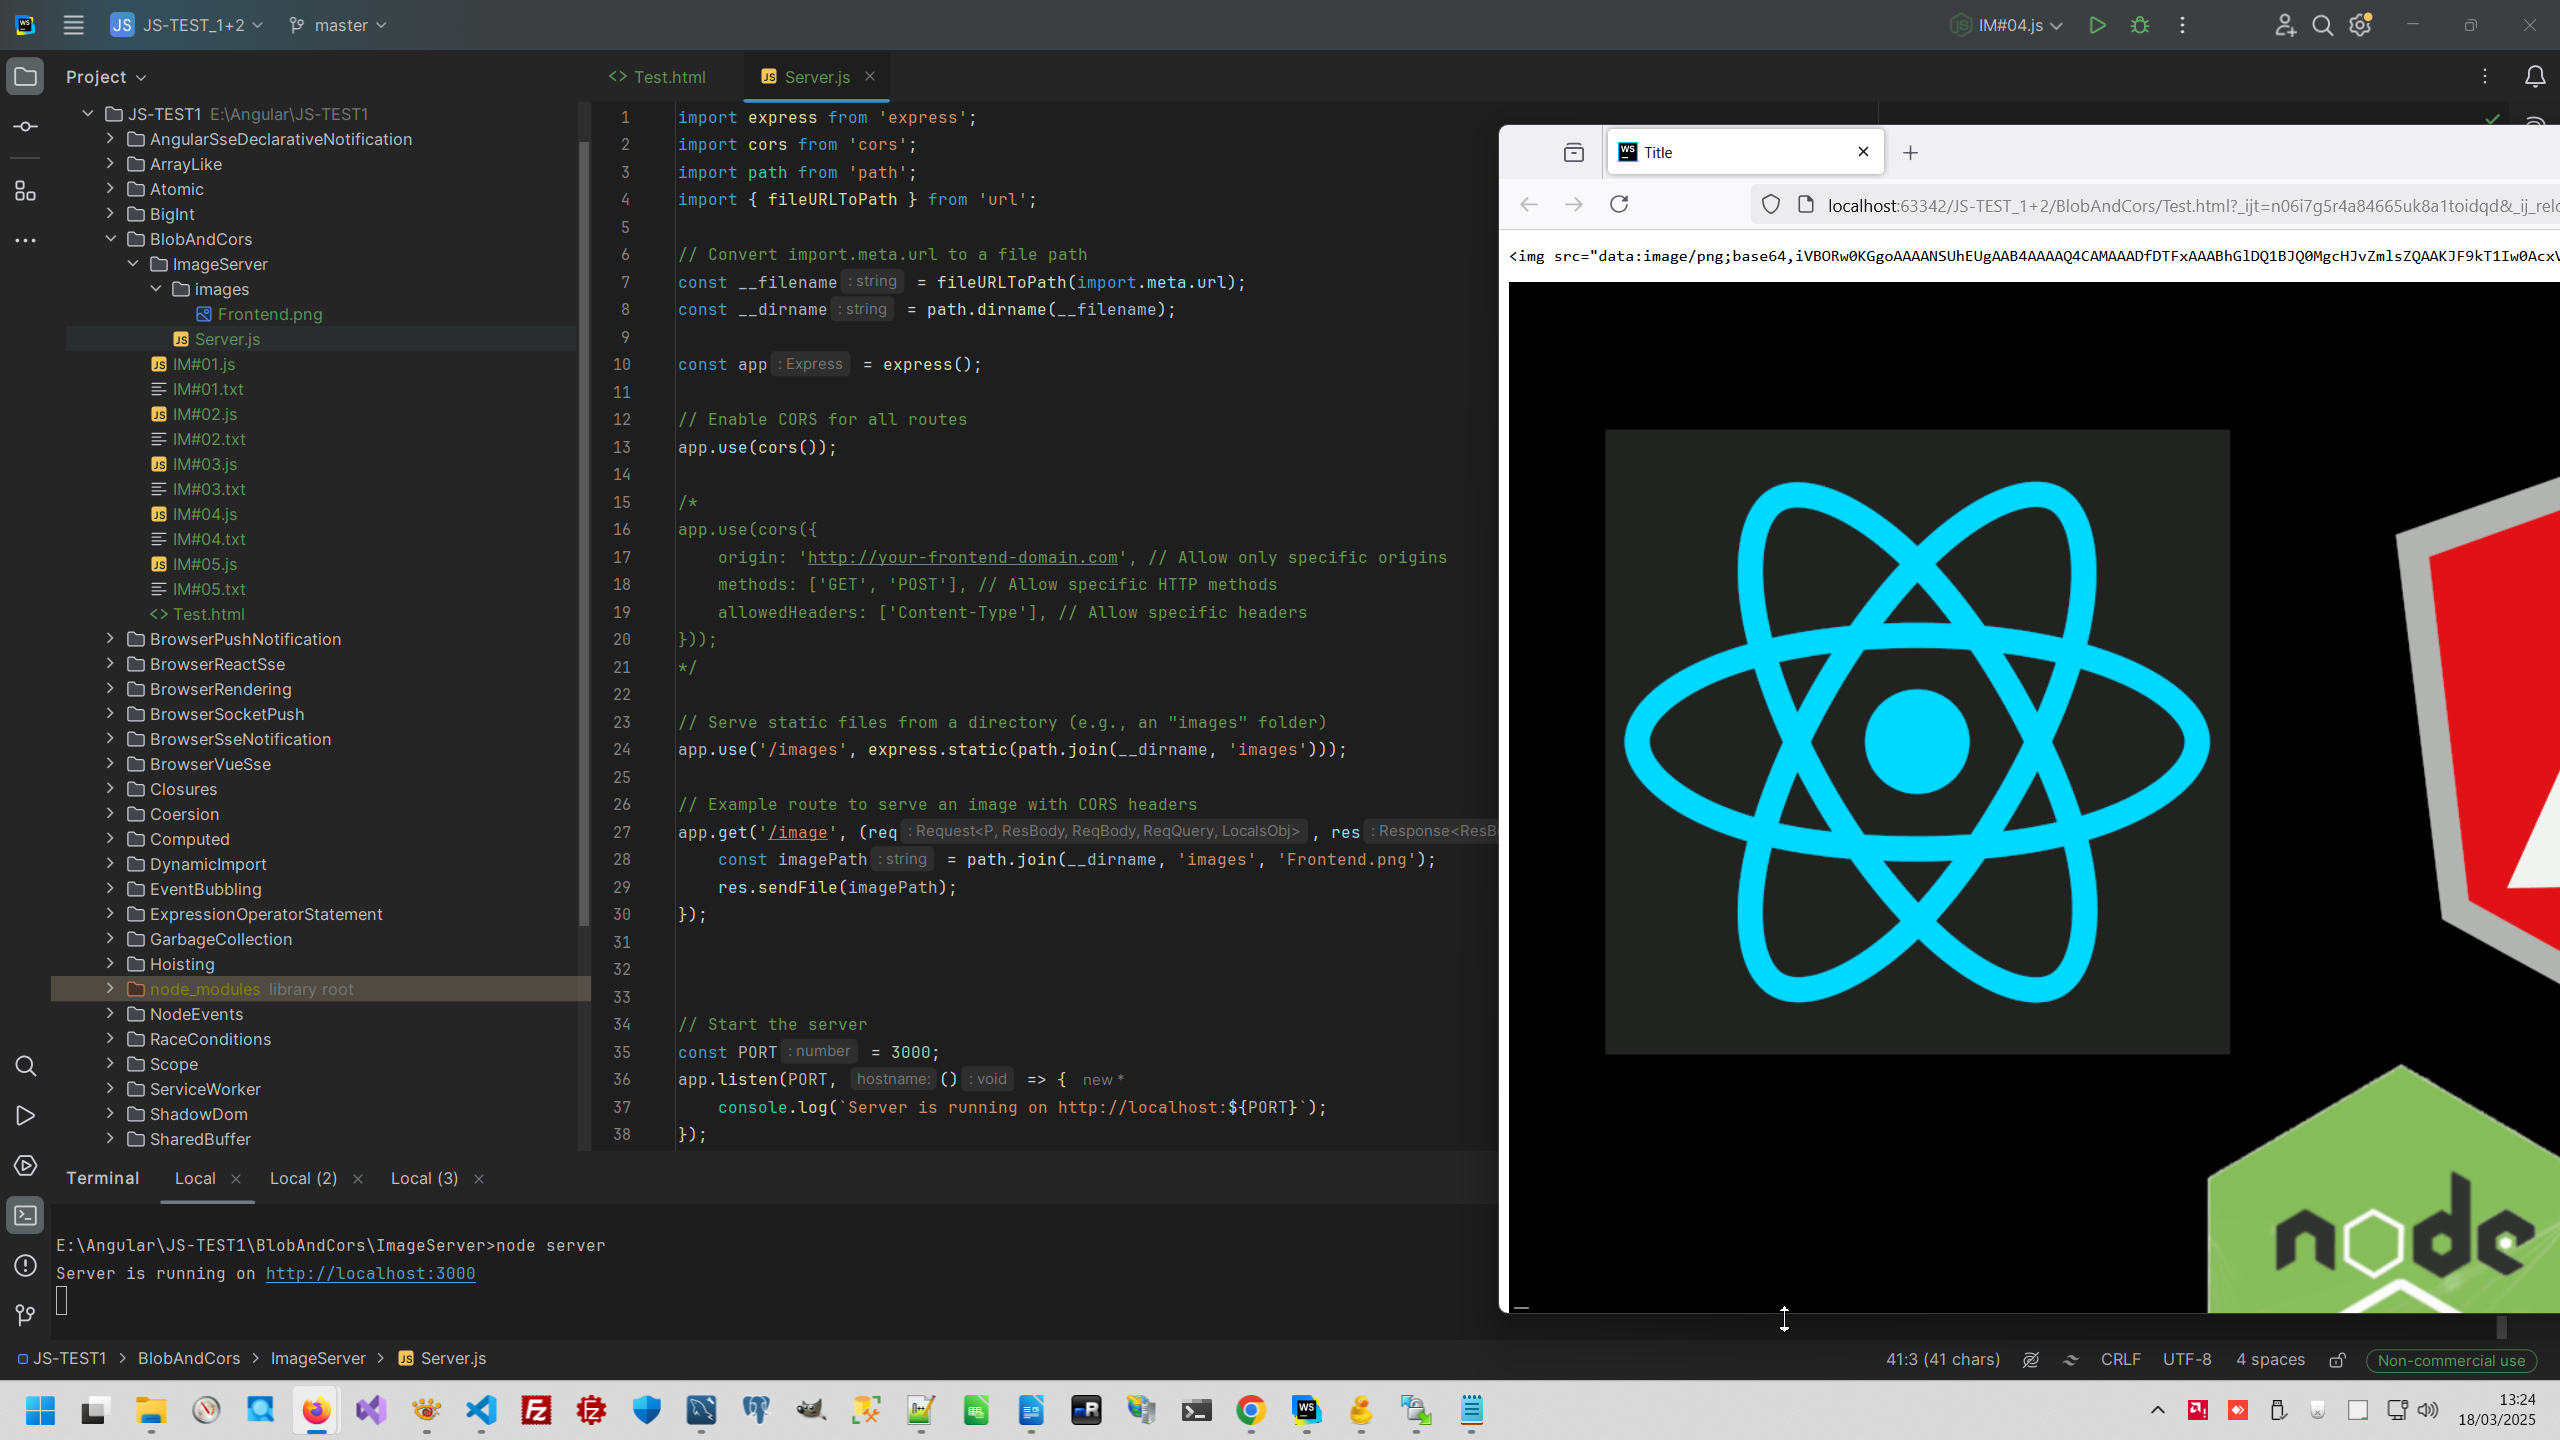 JS JS-TEST_1+2 master IM#04.js
Project
JS-TEST1 E:\Angular\JS-TEST1
AngularSseDeclarativeNotification
ArrayLike
Atomic
BigInt
BlobAndCors
ImageServer
images
Frontend.png
Server.js
IM#01.js
IM#01.txt
IM#02.js
IM#02.txt
IM#03.js
IM#03.txt
IM#04.js
IM#04.txt
IM#05.js
IM#05.txt
Test.html
BrowserPushNotification
BrowserReactSse
BrowserRendering
BrowserSocketPush
BrowserSseNotification
BrowserVueSse
Closures
Coersion
Computed
DynamicImport
EventBubbling
ExpressionOperatorStatement
GarbageCollection
Hoisting
node_modules library root
NodeEvents
RaceConditions
Scope
ServiceWorker
ShadowDom
SharedBuffer
Test.html Server.js
1 import express from 'express';
2 import cors from 'cors';
3 import path from 'path';
4 import { fileURLToPath } from 'url';
5
6 // Convert import.meta.url to a file path
7 const __filename : string = fileURLToPath(import.meta.url);
8 const __dirname : string = path.dirname(__filename);
9
10 const app : Express = express();
11
12 // Enable CORS for all routes
13 app.use(cors());
14
15 /*
16 app.use(cors({
17 origin: 'http://your-frontend-domain.com', // Allow only specific origins
18 methods: ['GET', 'POST'], // Allow specific HTTP methods
19 allowedHeaders: ['Content-Type'], // Allow specific headers
20 }));
21 */
22
23 // Serve static files from a directory (e.g., an "images" folder)
24 app.use('/images', express.static(path.join(__dirname, 'images')));
25
26 // Example route to serve an image with CORS headers
27 app.get('/image', (req : Request<P, ResBody, ReqBody, ReqQuery, LocalsObj> , res : Response<ResB
28 const imagePath : string = path.join(__dirname, 'images', 'Frontend.png');
29 res.sendFile(imagePath);
30 });
31
32
33
34 // Start the server
35 const PORT : number = 3000;
36 app.listen(PORT, hostname: () : void => { new *
37 console.log(`Server is running on http://localhost:${PORT}`);
38 });
WS Title
localhost:63342/JS-TEST_1+2/BlobAndCors/Test.html?_ijt=n06i7g5r4a84665uk8a1toidqd&_ij_relo
<img src="data:image/png;base64,iVBORw0KGgoAAAANSUhEUgAAB4AAAAQ4CAMAAADfDTFxAAABhGlDQ1BJQ0MgcHJvZmlsZQAAKJF9kT1Iw0AcxV
node
Terminal Local Local (2) Local (3)
E:\Angular\JS-TEST1\BlobAndCors\ImageServer>node server
Server is running on http://localhost:3000
JS-TEST1 > BlobAndCors > ImageServer > Server.js 41:3 (41 chars) CRLF UTF-8 4 spaces Non-commercial use
13:24
18/03/2025